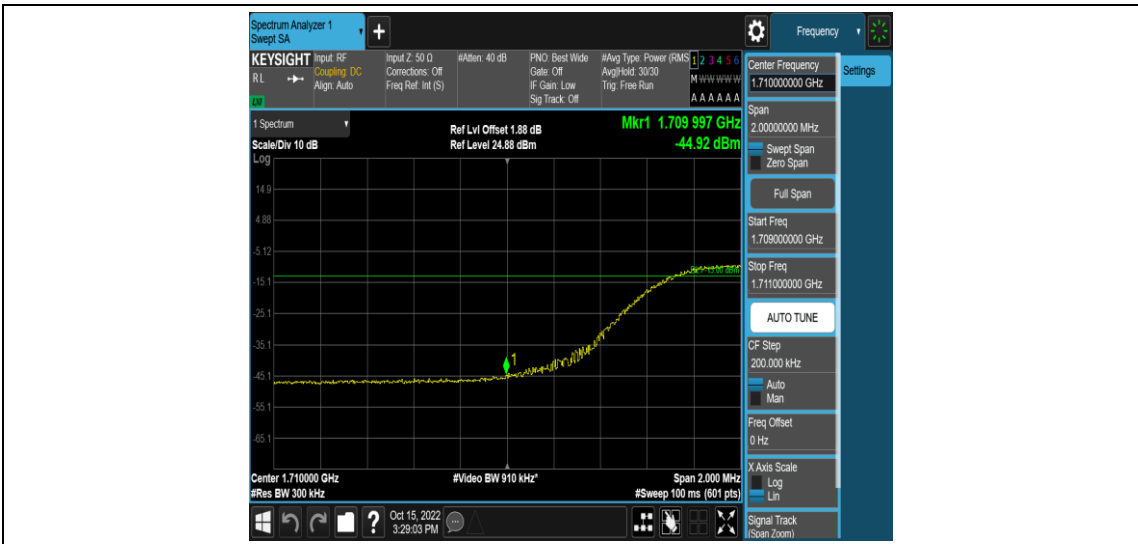 Spectrum Analyzer 1
Swept SA
Frequency
KEYSIGHT
Input: RF
Input Z: 50 Ω
#Atten: 40 dB
PNO: Best Wide
#Avg Type: Power (RMS
1 2 3 4 5 6
RL
Coupling: DC
Corrections: Off
Gate: Off
Avg|Hold: 30/30
M W W W W W
Align: Auto
Freq Ref: Int (S)
IF Gain: Low
Trig: Free Run
Sig Track: Off
A A A A A A
LXI
1 Spectrum
Scale/Div 10 dB
Ref Lvl Offset 1.88 dB
Ref Level 24.88 dBm
Mkr1 1.709 997 GHz
-44.92 dBm
Log
14.9
4.88
-5.12
-15.1
-25.1
-35.1
-45.1
-55.1
-65.1
1
Center 1.710000 GHz
#Video BW 910 kHz*
Span 2.000 MHz
#Res BW 300 kHz
#Sweep 100 ms (601 pts)
?
Oct 15, 2022
3:29:03 PM
Center Frequency
1.710000000 GHz
Settings
Span
2.00000000 MHz
Swept Span
Zero Span
Full Span
Start Freq
1.709000000 GHz
Stop Freq
1.711000000 GHz
AUTO TUNE
CF Step
200.000 kHz
Auto
Man
Freq Offset
0 Hz
X Axis Scale
Log
Lin
Signal Track
(Span Zoom)